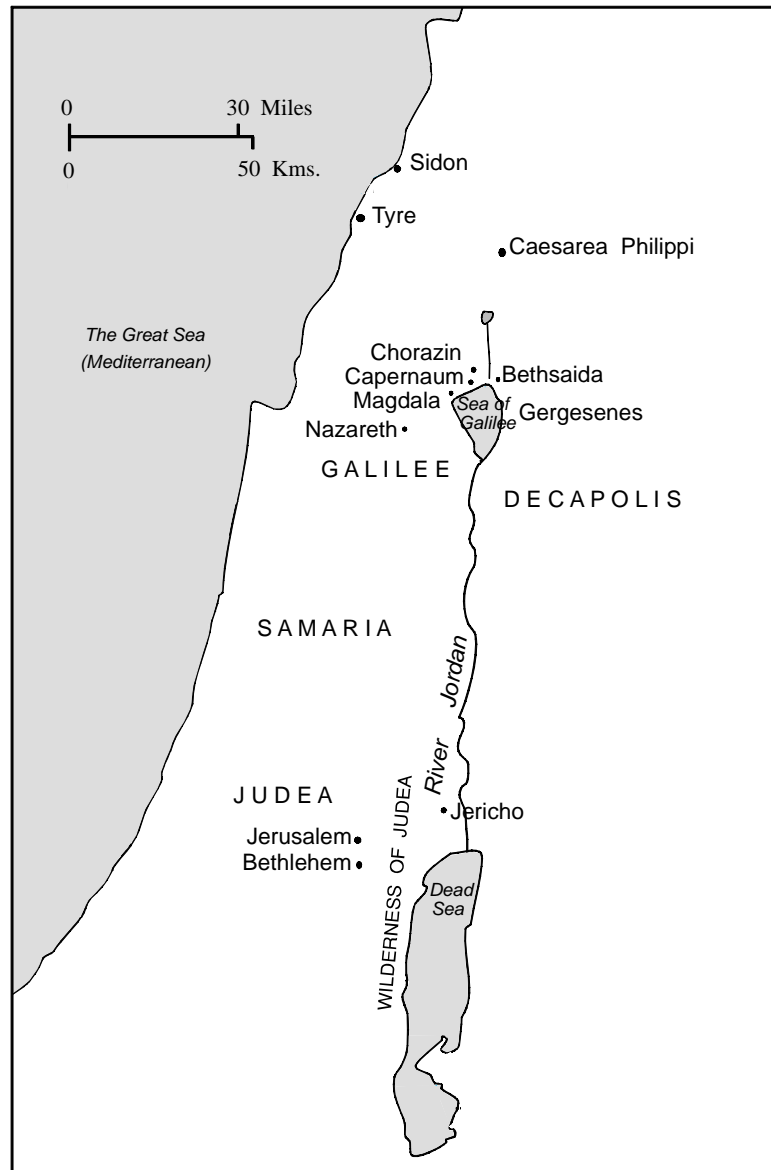 0 30 Miles
0 50 Kms.
Sidon
Tyre
Caesarea Philippi
The Great Sea
(Mediterranean)
Chorazin
Capernaum
Bethsaida
Magdala
Sea of
Galilee
Gergesenes
Nazareth
GALILEE
DECAPOLIS
SAMARIA
River Jordan
JUDEA
WILDERNESS OF JUDEA
Jericho
Jerusalem
Bethlehem
Dead
Sea